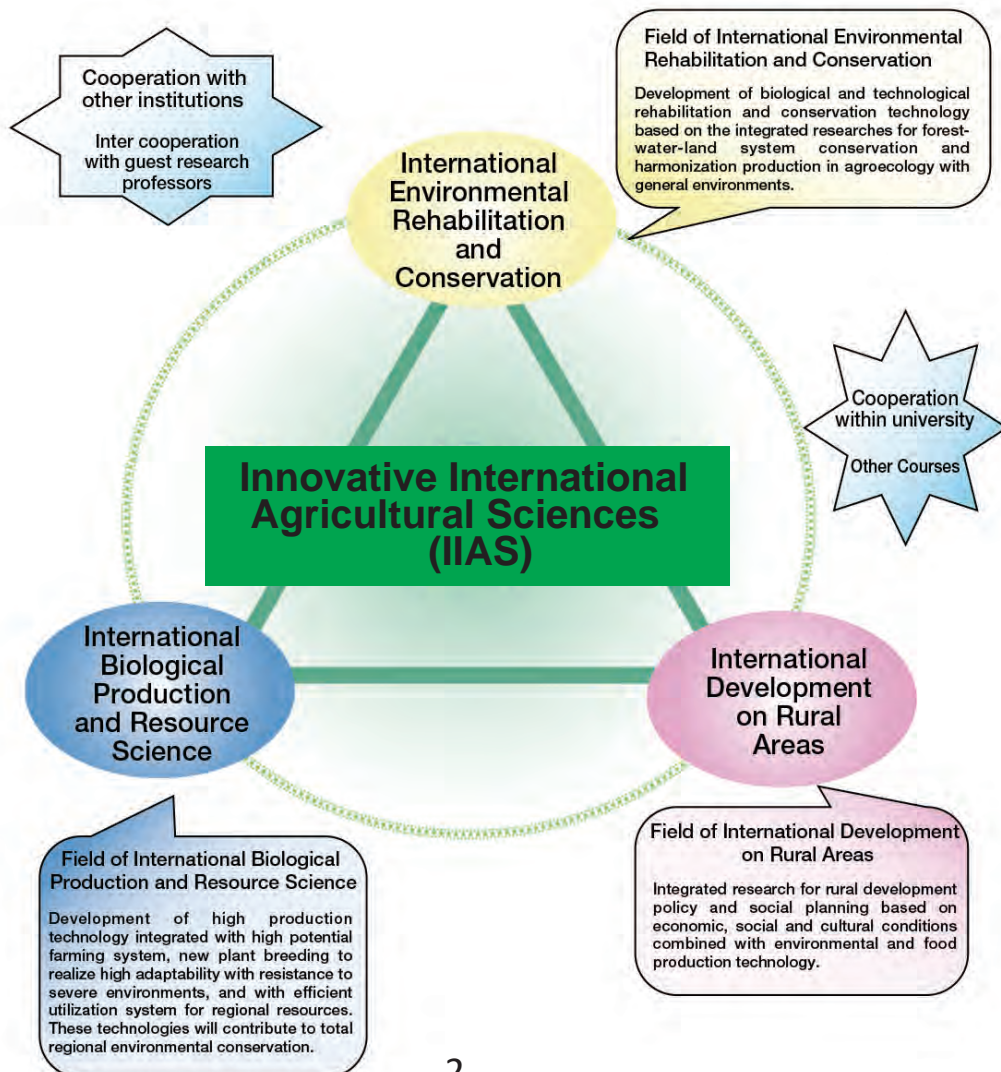 Cooperation with
other institutions
Inter cooperation
with guest research
professors
Field of International Environmental
Rehabilitation and Conservation
Development of biological and technological
rehabilitation and conservation technology
based on the integrated researches for forest-
water-land system conservation and
harmonization production in agroecology with
general environments.
International
Environmental
Rehabilitation
and
Conservation
Cooperation
within university
Other Courses
Innovative International
Agricultural Sciences
(IIAS)
International
Biological
Production
and Resource
Science
International
Development
on Rural
Areas
Field of International Biological
Production and Resource Science
Development of high production
technology integrated with high potential
farming system, new plant breeding to
realize high adaptability with resistance to
severe environments, and with efficient
utilization system for regional resources.
These technologies will contribute to total
regional environmental conservation.
Field of International Development
on Rural Areas
Integrated research for rural development
policy and social planning based on
economic, social and cultural conditions
combined with environmental and food
production technology.
2